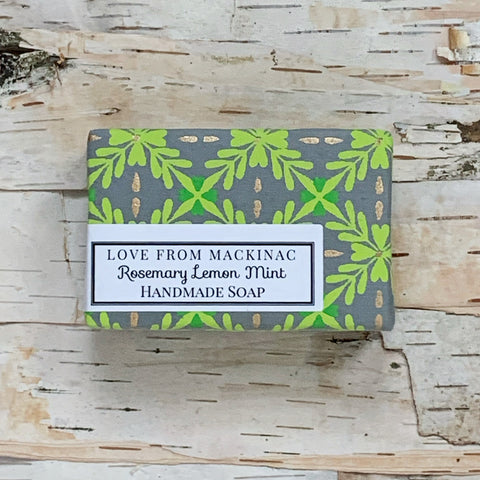 LOVE FROM MACKINAC
Rosemary Lemon Mint
HANDMADE SOAP